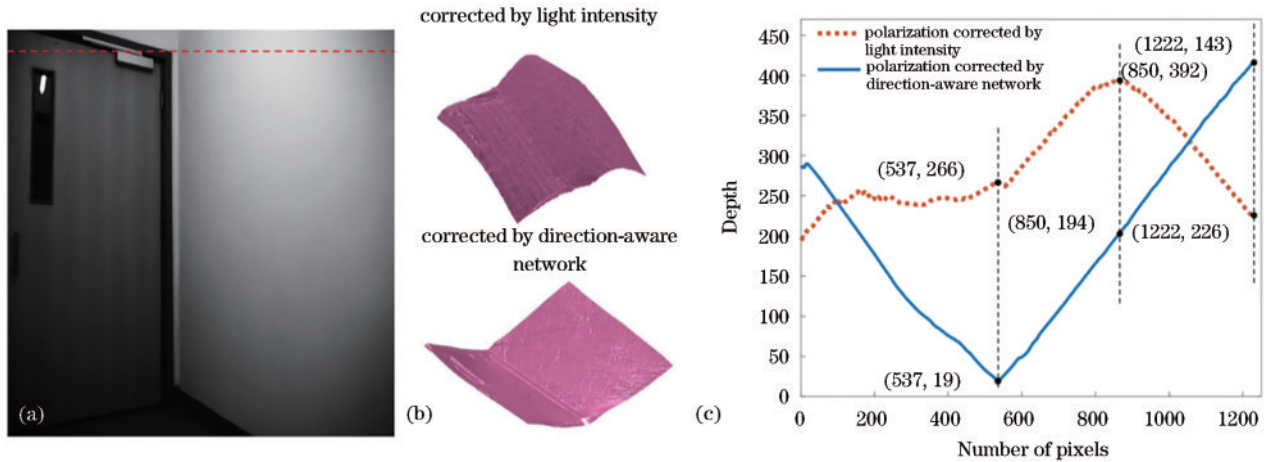 (a)
corrected by light intensity
corrected by direction-aware
network
(b)
(c)
Depth
450
400
350
300
250
200
150
100
50
0
polarization corrected by
light intensity
polarization corrected by
direction-aware network
(1222, 143)
(850, 392)
(537, 266)
(850, 194)
(1222, 226)
(537, 19)
0
200
400
600
800
1000
1200
Number of pixels